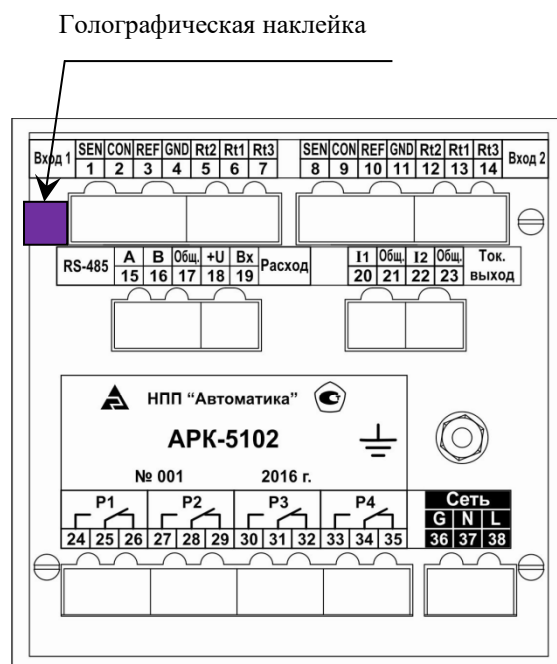 Голографическая наклейка
Вход 1 SEN CON REF GND Rt2 Rt1 Rt3 SEN CON REF GND Rt2 Rt1 Rt3 Вход 2
1 2 3 4 5 6 7 8 9 10 11 12 13 14
RS-485 A B Общ. +U Вх Расход I1 Общ. I2 Общ. Ток. выход
15 16 17 18 19 20 21 22 23
НПП “Автоматика”
АРК-5102
№ 001 2016 г.
P1 P2 P3 P4 Сеть
G N L
24 25 26 27 28 29 30 31 32 33 34 35 36 37 38